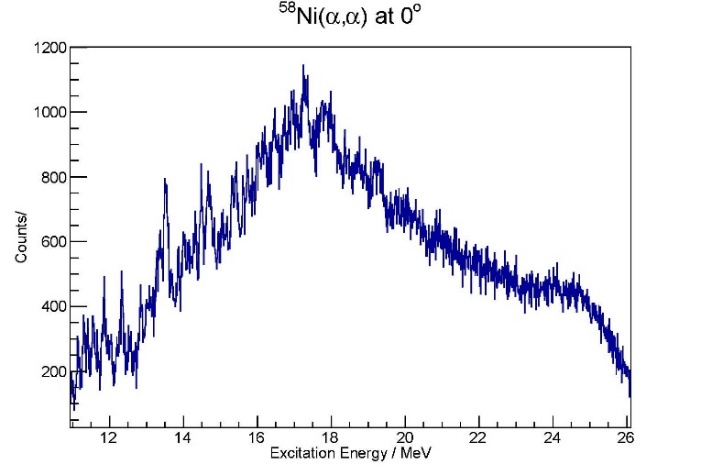 ⁵⁸Ni(α,α) at 0°
1200
1000
800
600
400
200
Counts/
12 14 16 18 20 22 24 26
Excitation Energy / MeV